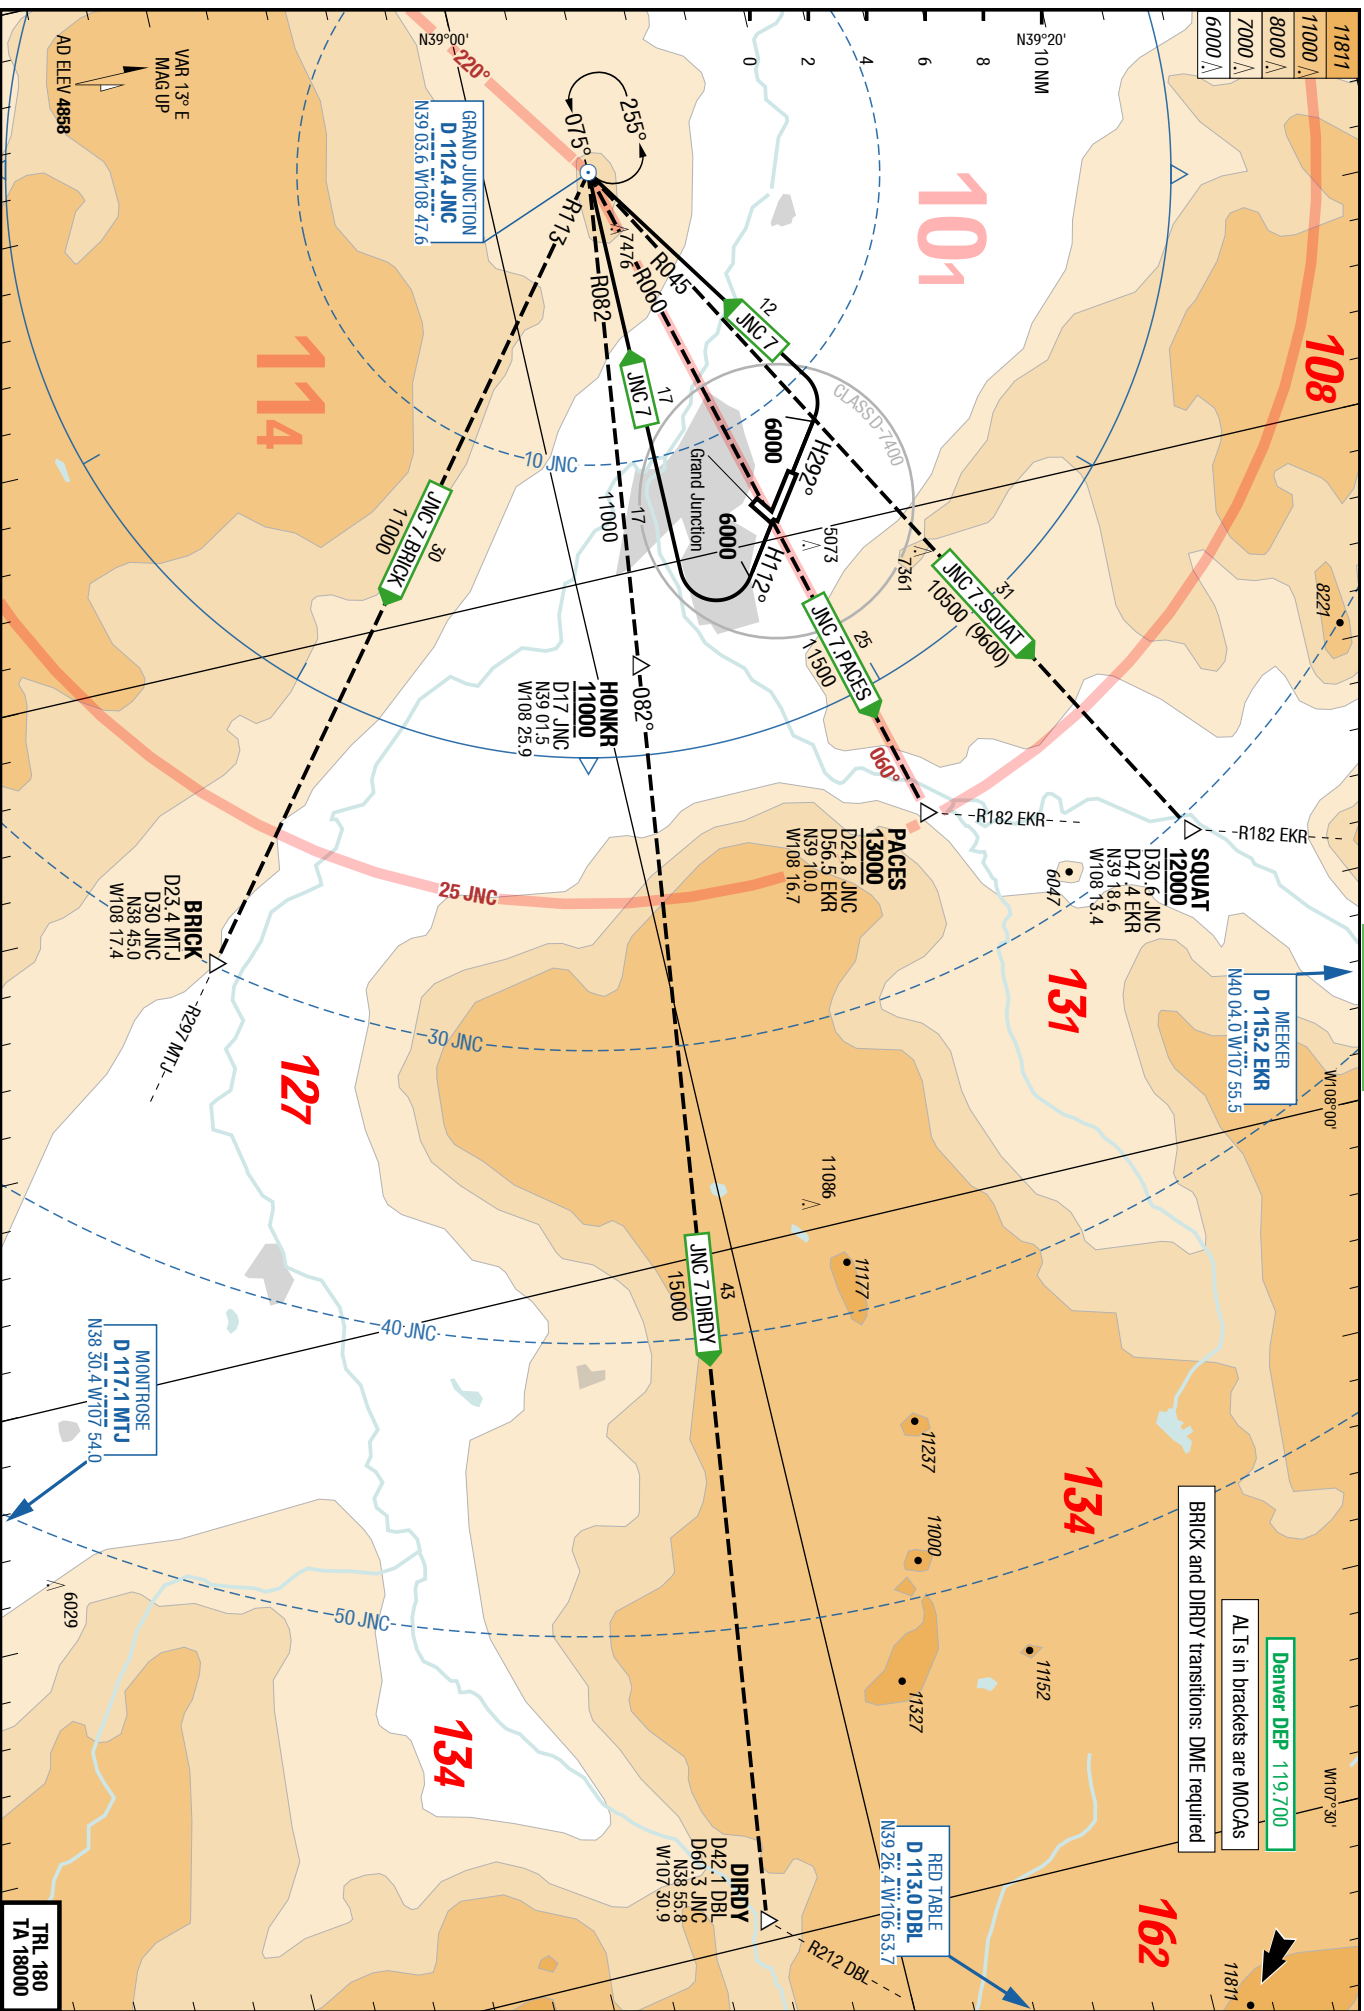 11811
11000
8000
7000
6000
N39°00'
N39°20'
0
2
4
6
8
10 NM
VAR 13° E
MAG UP
AD ELEV 4858
220°
255°
075°
GRAND JUNCTION
D 112.4 JNC
N39 03.6 W108 47.6
101
108
114
R045
R060
R082
R113
7476
12
JNC 7
17
JNC 7
CLASS D-7400
6000
H292°
6000
H112°
Grand Junction
10 JNC
5073
7361
8221
31
JNC 7.SQUAT
10500 (9600)
25
JNC 7.PACES
11500
060°
17
11000
30
JNC 7.BRICK
11000
082°
HONKR
11000
D17 JNC
N39 01.5
W108 25.9
R182 EKR
R182 EKR
PACES
13000
D24.8 JNC
D56.5 EKR
N39 10.0
W108 16.7
SQUAT
12000
D30.6 JNC
D47.4 EKR
N39 18.6
W108 13.4
6047
25 JNC
BRICK
D23.4 MTJ
D30 JNC
N38 45.0
W108 17.4
R297 MTJ
131
MEEKER
D 115.2 EKR
N40 04.0 W107 55.5
W108°00'
30 JNC
127
11086
11177
43
JNC 7.DIRDY
15000
40 JNC
MONTROSE
D 117.1 MTJ
N38 30.4 W107 54.0
11237
11000
11152
11327
134
134
50 JNC
6029
Denver DEP 119.700
ALTs in brackets are MOCAs
BRICK and DIRDY transitions: DME required
W107°30'
RED TABLE
D 113.0 DBL
N39 26.4 W106 53.7
DIRDY
D42.1 DBL
D60.3 JNC
N38 55.8
W107 30.9
R212 DBL
162
11811
TRL 180
TA 18000